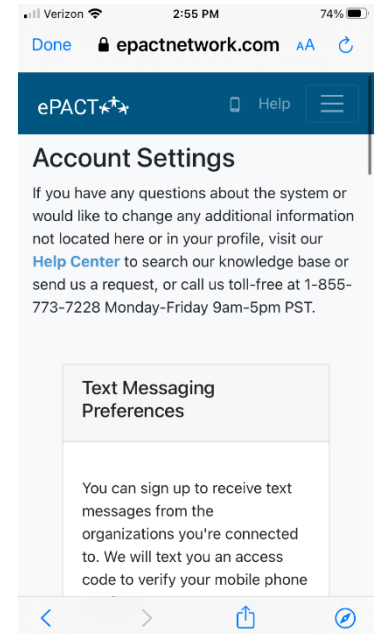 Verizon 2:55 PM 74%
Done epactnetwork.com AA
ePACT Help
Account Settings
If you have any questions about the system or
would like to change any additional information
not located here or in your profile, visit our
Help Center to search our knowledge base or
send us a request, or call us toll-free at 1-855-
773-7228 Monday-Friday 9am-5pm PST.
Text Messaging
Preferences
You can sign up to receive text
messages from the
organizations you're connected
to. We will text you an access
code to verify your mobile phone